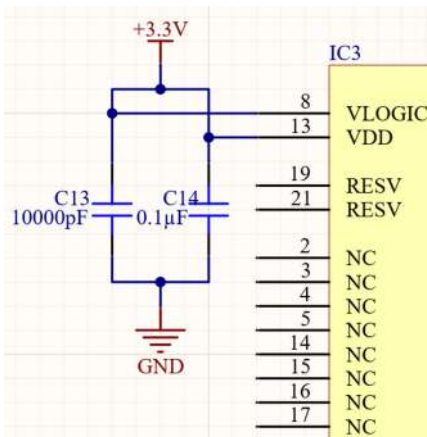 +3.3V
IC3
8 VLOGIC
13 VDD
19 RESV
21 RESV
C13
10000pF
C14
0.1µF
2 NC
3 NC
4 NC
5 NC
14 NC
15 NC
16 NC
17 NC
GND